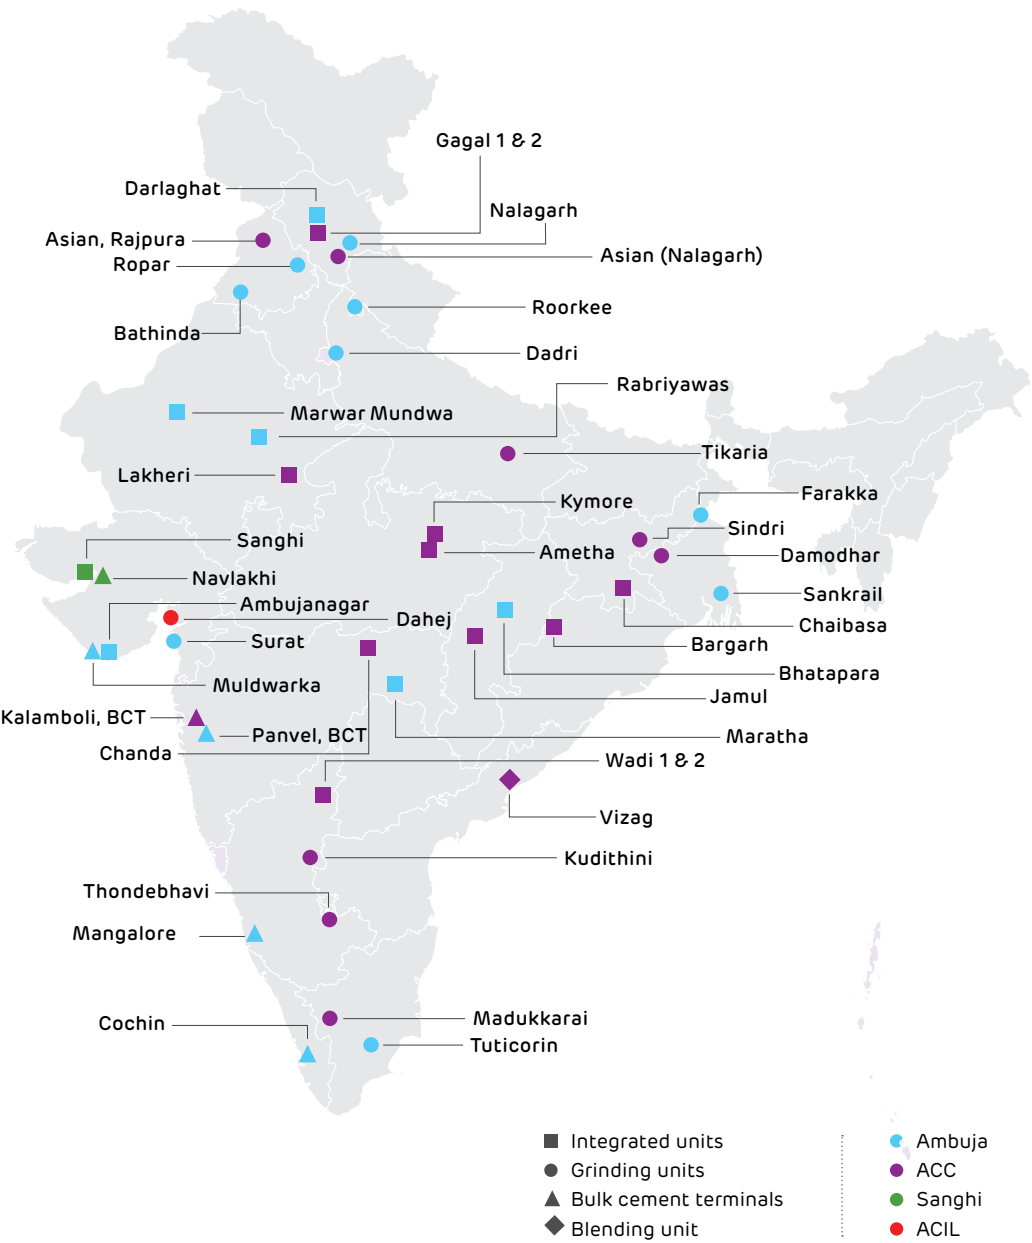 Gagal 1 & 2
Darlaghat
Nalagarh
Asian, Rajpura
Asian (Nalagarh)
Ropar
Roorkee
Bathinda
Dadri
Rabriyawas
Marwar Mundwa
Tikaria
Lakheri
Farakka
Kymore
Sindri
Sanghi
Ametha
Damodhar
Navlakhi
Sankrail
Ambujanagar
Dahej
Chaibasa
Surat
Bargarh
Bhatapara
Muldwarka
Jamul
Kalamboli, BCT
Panvel, BCT
Maratha
Chanda
Wadi 1 & 2
Vizag
Kudithini
Thondebhavi
Mangalore
Madukkarai
Cochin
Tuticorin
Integrated units
Grinding units
Bulk cement terminals
Blending unit
Ambuja
ACC
Sanghi
ACIL